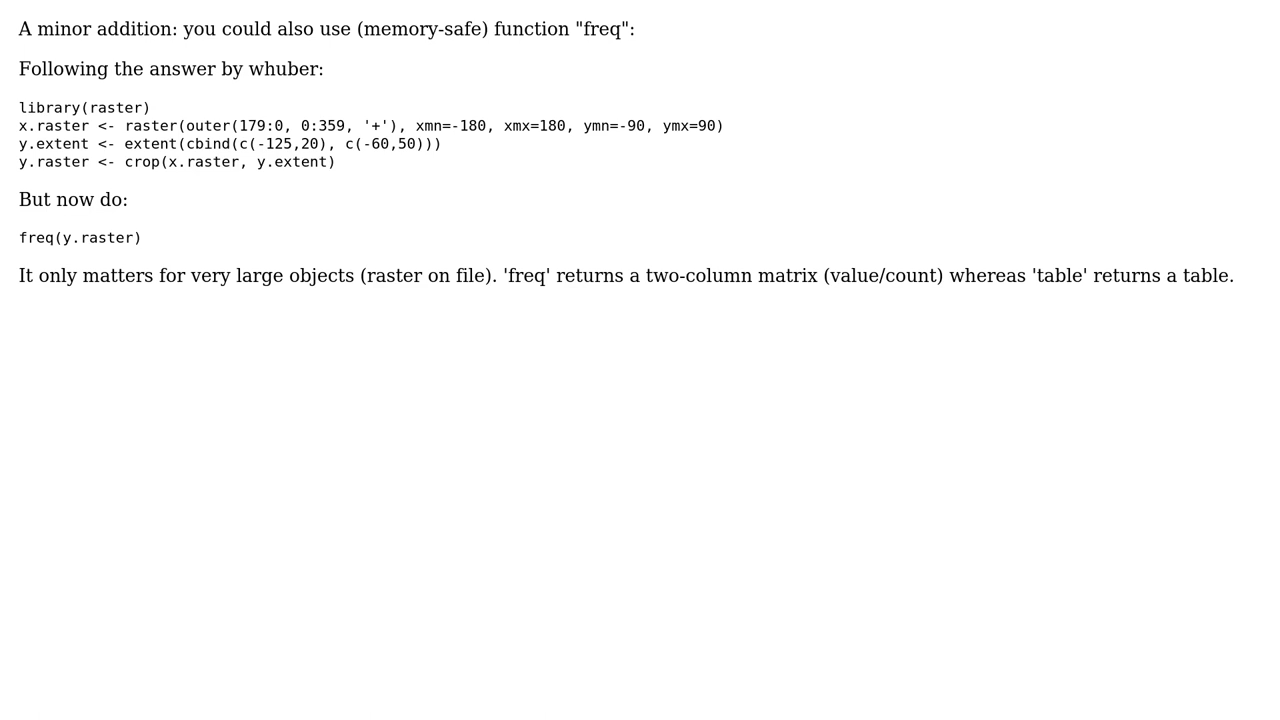 A minor addition: you could also use (memory-safe) function "freq":
Following the answer by whuber:
library(raster)
x.raster <- raster(outer(179:0, 0:359, '+'), xmn=-180, xmx=180, ymn=-90, ymx=90)
y.extent <- extent(cbind(c(-125,20), c(-60,50)))
y.raster <- crop(x.raster, y.extent)
But now do:
freq(y.raster)
It only matters for very large objects (raster on file). 'freq' returns a two-column matrix (value/count) whereas 'table' returns a table.